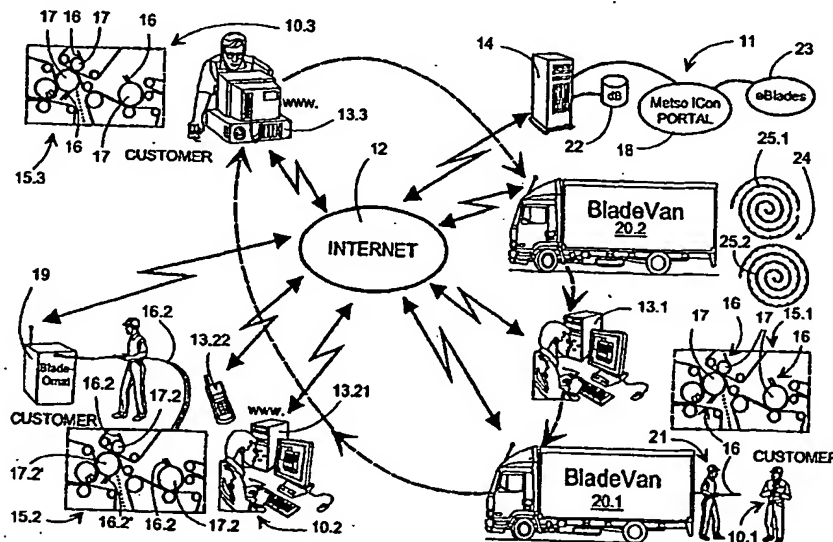 17 16 17 16 10.3
14 11 23
www.
dB
Metso ICon
PORTAL
eBlades
13.3
22 18
16 17 CUSTOMER
15.3
12
25.1 24
BladeVan
20.2
INTERNET
25.2
19
16.2
13.22
13.1
17 16 17 15.1
16
Blade-
Omat
CUSTOMER
16.2 17.2
www.
13.21
16
21 16 CUSTOMER
17.2'
BladeVan
20.1
15.2
16.2' 16.2 17.2 10.2
10.1